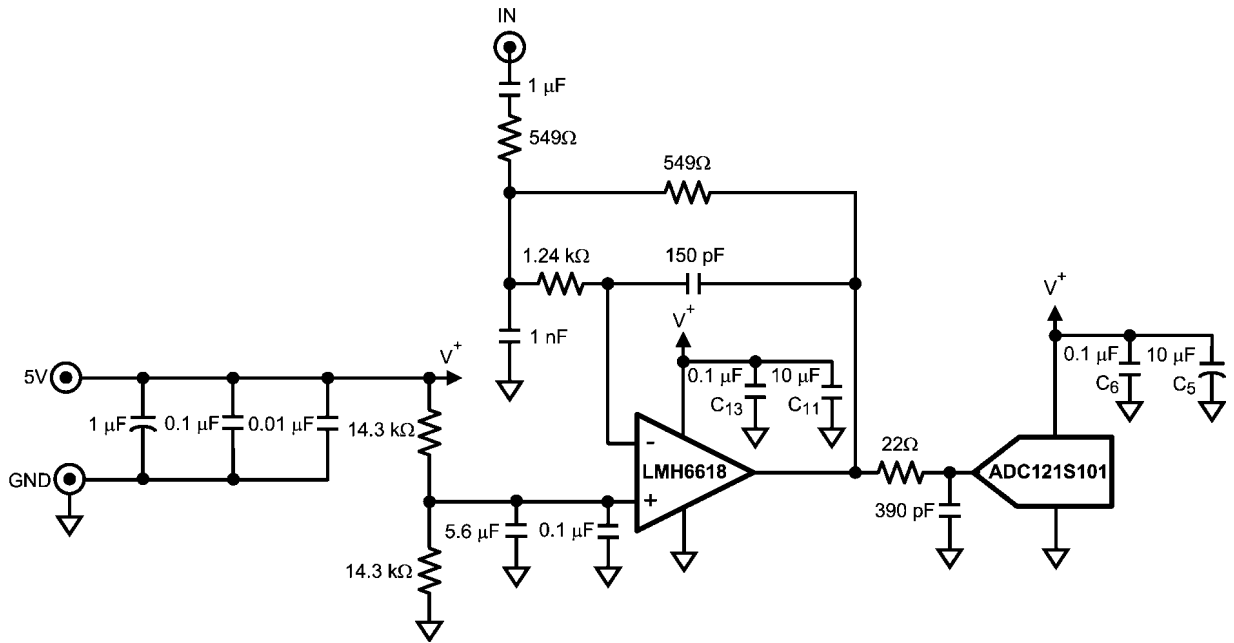 IN
1 μF
549Ω
549Ω
1.24 kΩ
150 pF
1 nF
V+
0.1 μF
C13
10 μF
C11
V+
0.1 μF
C6
10 μF
C5
5V
V+
1 μF
0.1 μF
0.01 μF
14.3 kΩ
GND
-
LMH6618
+
22Ω
ADC121S101
390 pF
5.6 μF
0.1 μF
14.3 kΩ